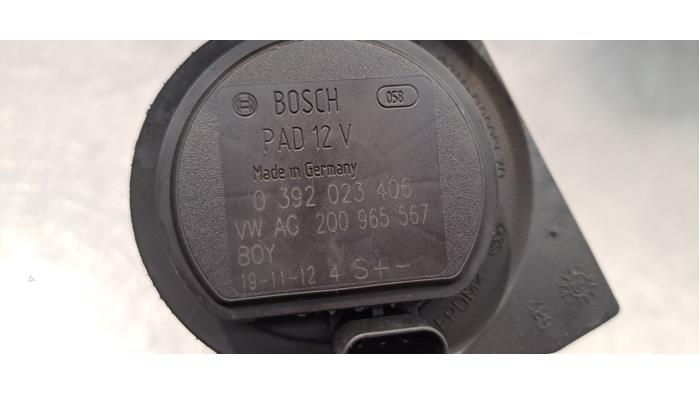 BOSCH 058
PAD 12 V
Made in Germany
0 392 023 406
VW AG 2Q0 965 567
BOY
19-11-12 4 S+-
EPDM